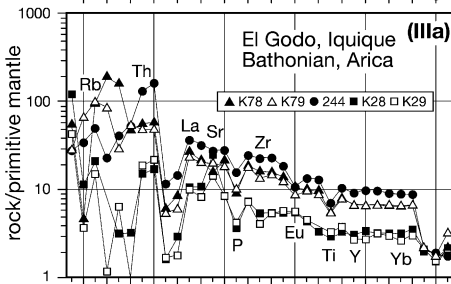 1000
El Godo, Iquique
(IIIa)
Bathonian, Arica
Rb
Th
100
K78 K79 244 K28 K29
La
Sr
Zr
rock/primitive mantle
10
P
Eu
Ti
Y
Yb
1